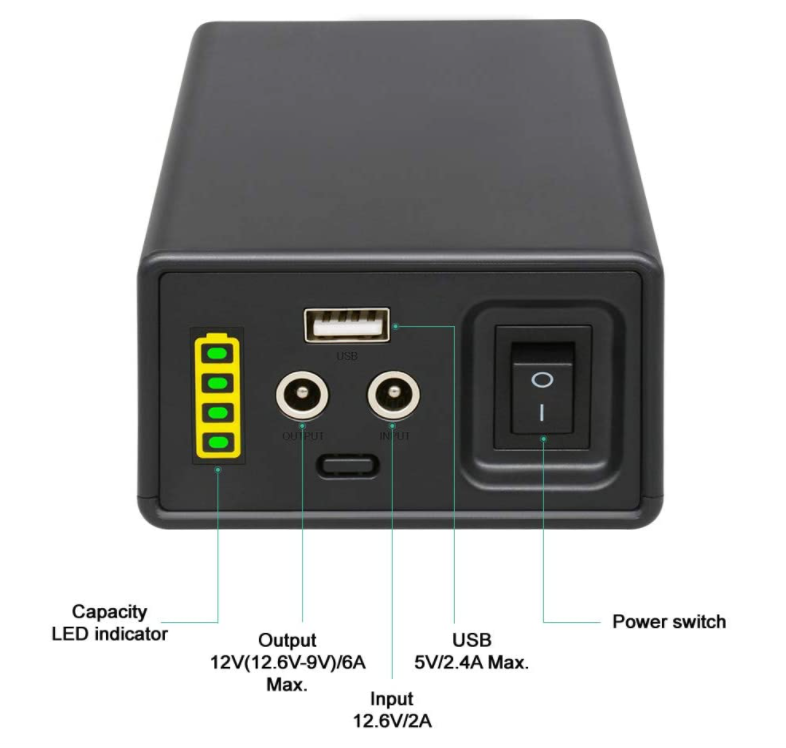 USB
OUTPUT
INPUT
O
I
Capacity
LED indicator
Output
12V(12.6V-9V)/6A
Max.
Input
12.6V/2A
USB
5V/2.4A Max.
Power switch